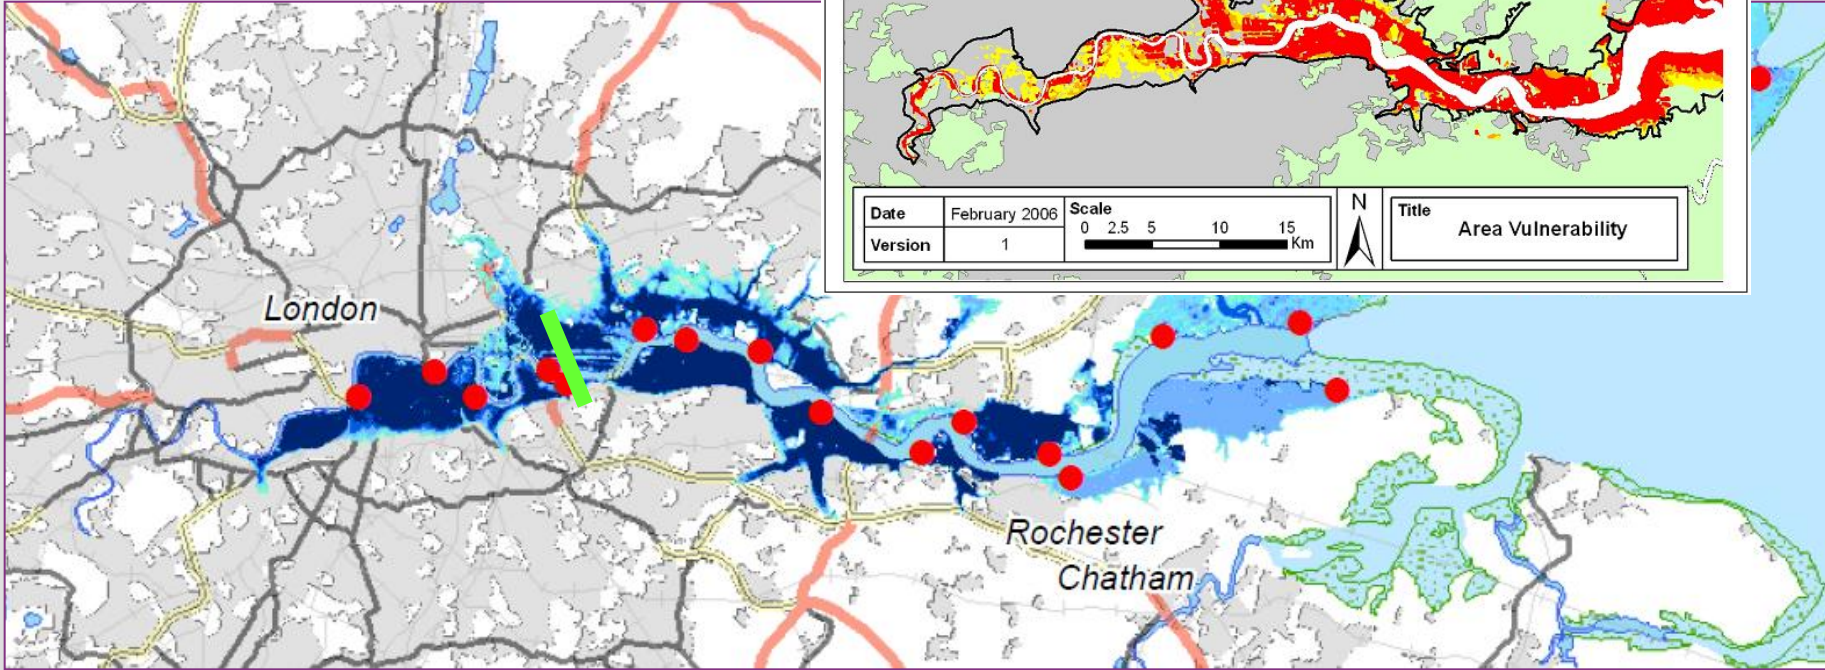 Date
February 2006
Version
1
Scale
0 2.5 5 10 15
Km
N
Title
Area Vulnerability
London
Rochester
Chatham